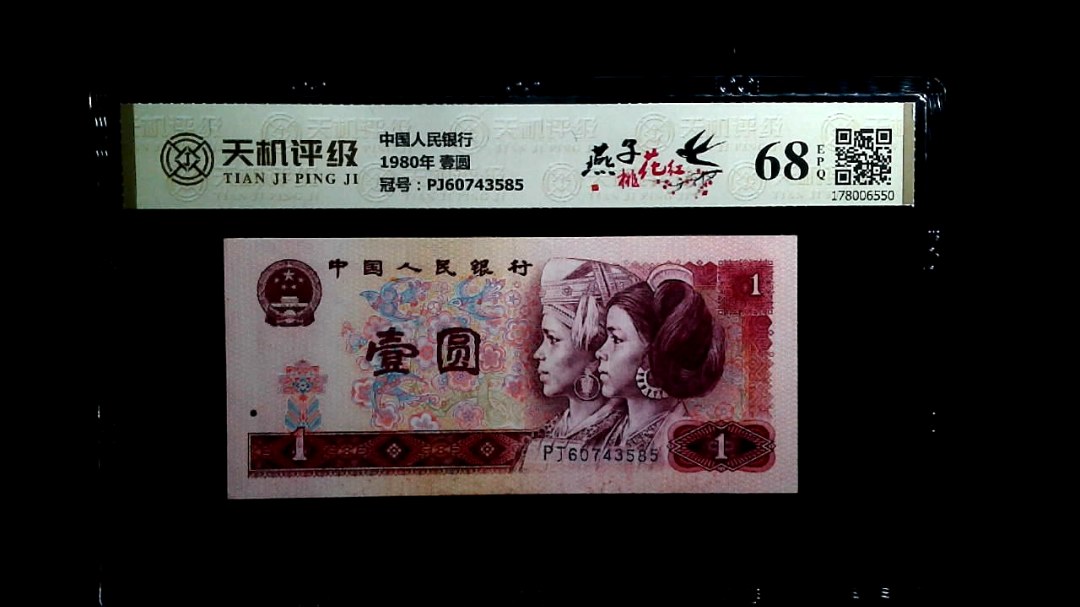 天机评级
TIAN JI PING JI
中国人民银行
1980年 壹圆
冠号：PJ60743585
燕子
桃花红
68
EPQ
178006550
中国人民银行
1
壹圆
1
PJ60743585
1